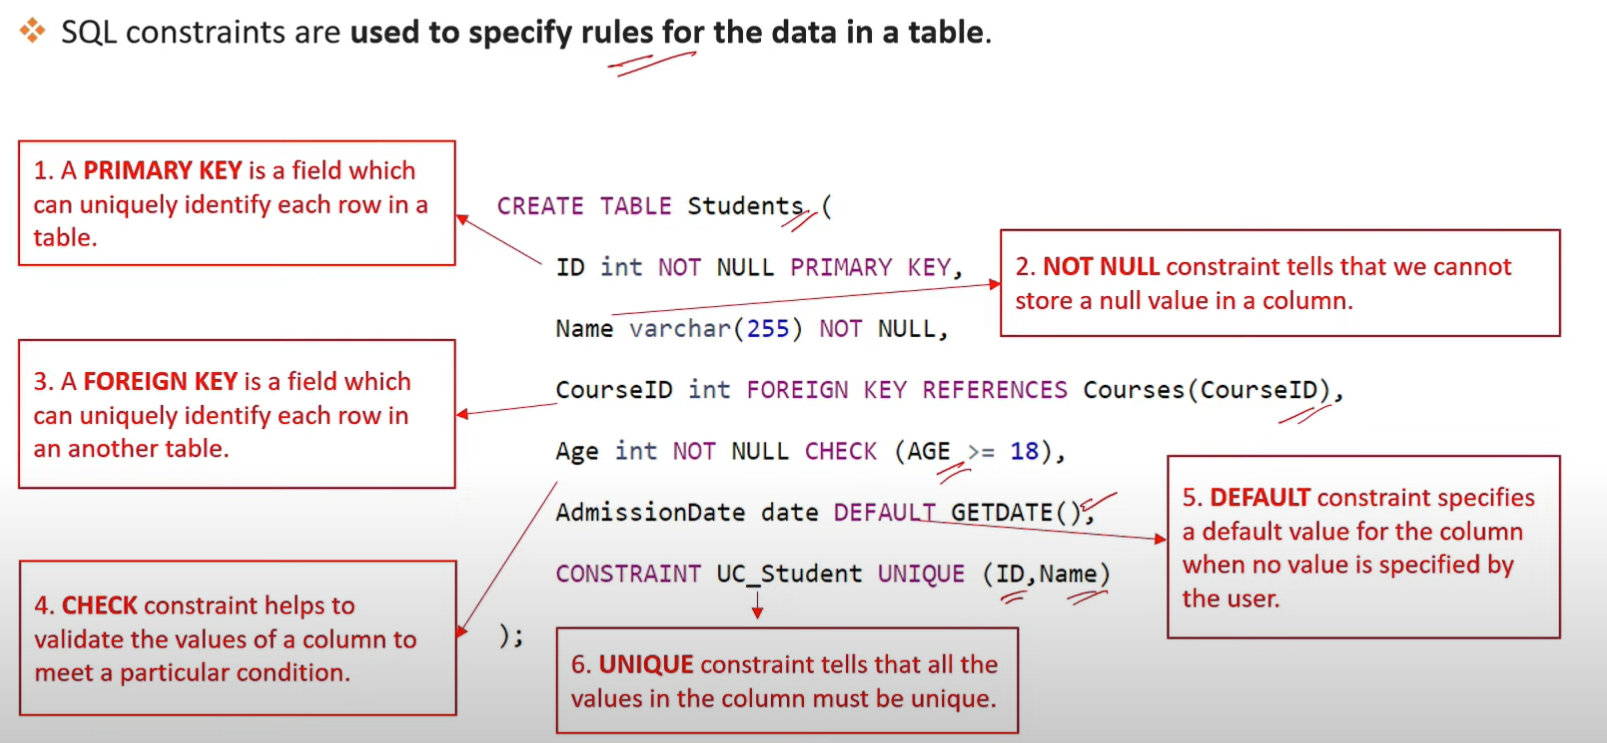 ❖ SQL constraints are used to specify rules for the data in a table.
1. A PRIMARY KEY is a field which
can uniquely identify each row in a
table.
CREATE TABLE Students (
ID int NOT NULL PRIMARY KEY,
2. NOT NULL constraint tells that we cannot
store a null value in a column.
Name varchar(255) NOT NULL,
3. A FOREIGN KEY is a field which
can uniquely identify each row in
an another table.
CourseID int FOREIGN KEY REFERENCES Courses(CourseID),
Age int NOT NULL CHECK (AGE >= 18),
AdmissionDate date DEFAULT GETDATE(),
5. DEFAULT constraint specifies
a default value for the column
when no value is specified by
the user.
CONSTRAINT UC_Student UNIQUE (ID,Name)
4. CHECK constraint helps to
validate the values of a column to
meet a particular condition.
);
6. UNIQUE constraint tells that all the
values in the column must be unique.